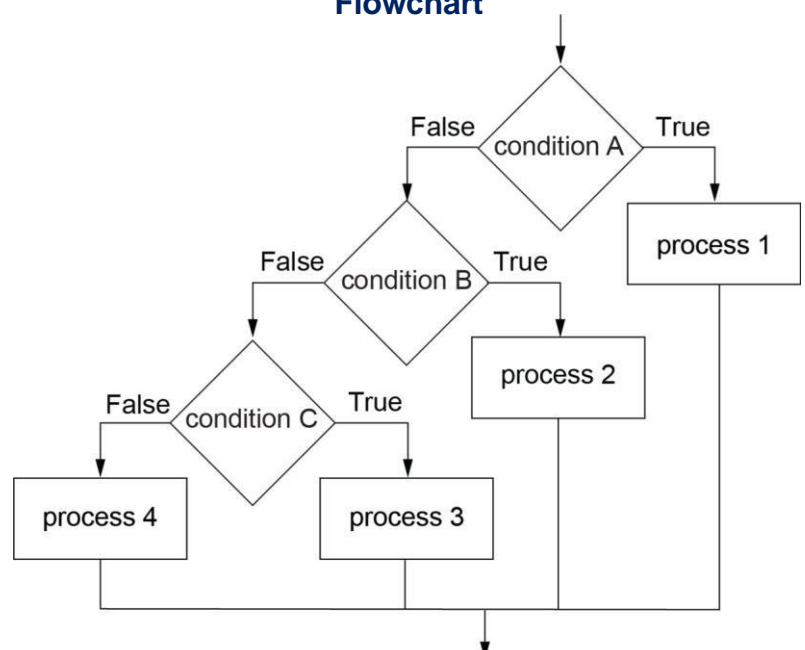 Flowchart
False
condition A
True
process 1
False
condition B
True
process 2
False
condition C
True
process 4
process 3